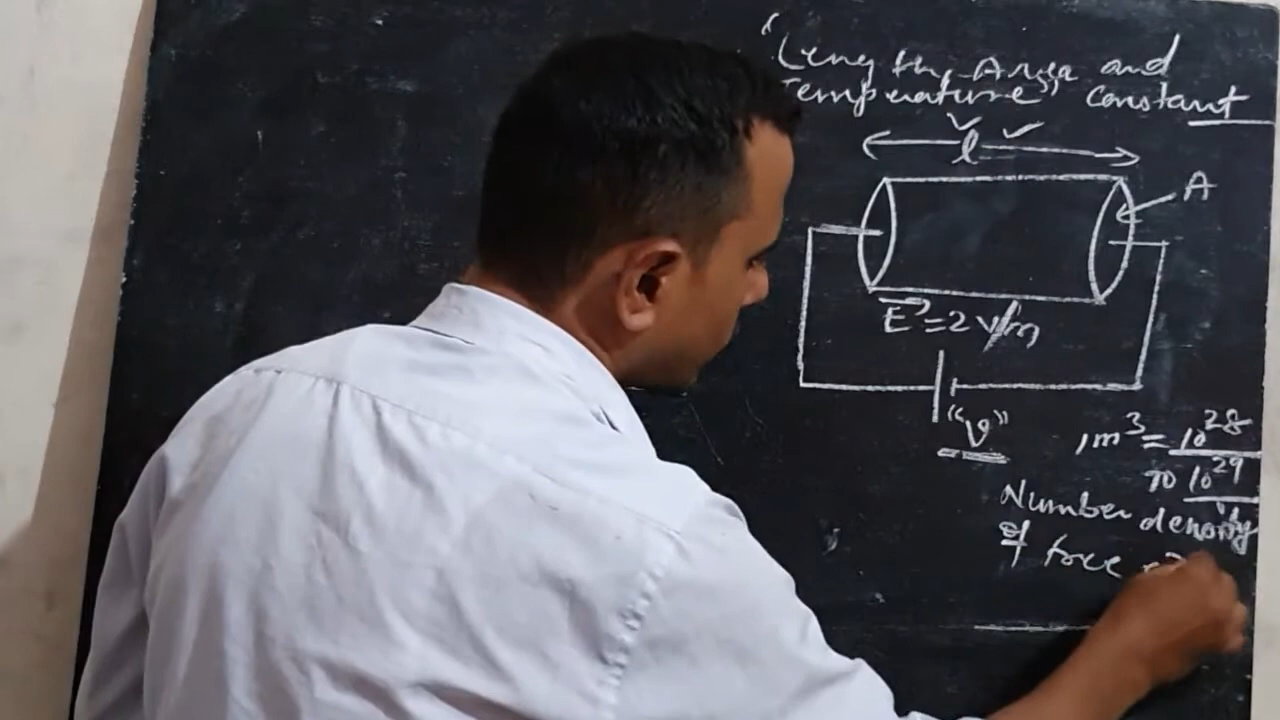 "Length, Area and
Temperature" constant
l
A
E = 2 V/m
"V"
1m³ = 10²⁸
To 10²⁹
Number density
of free e